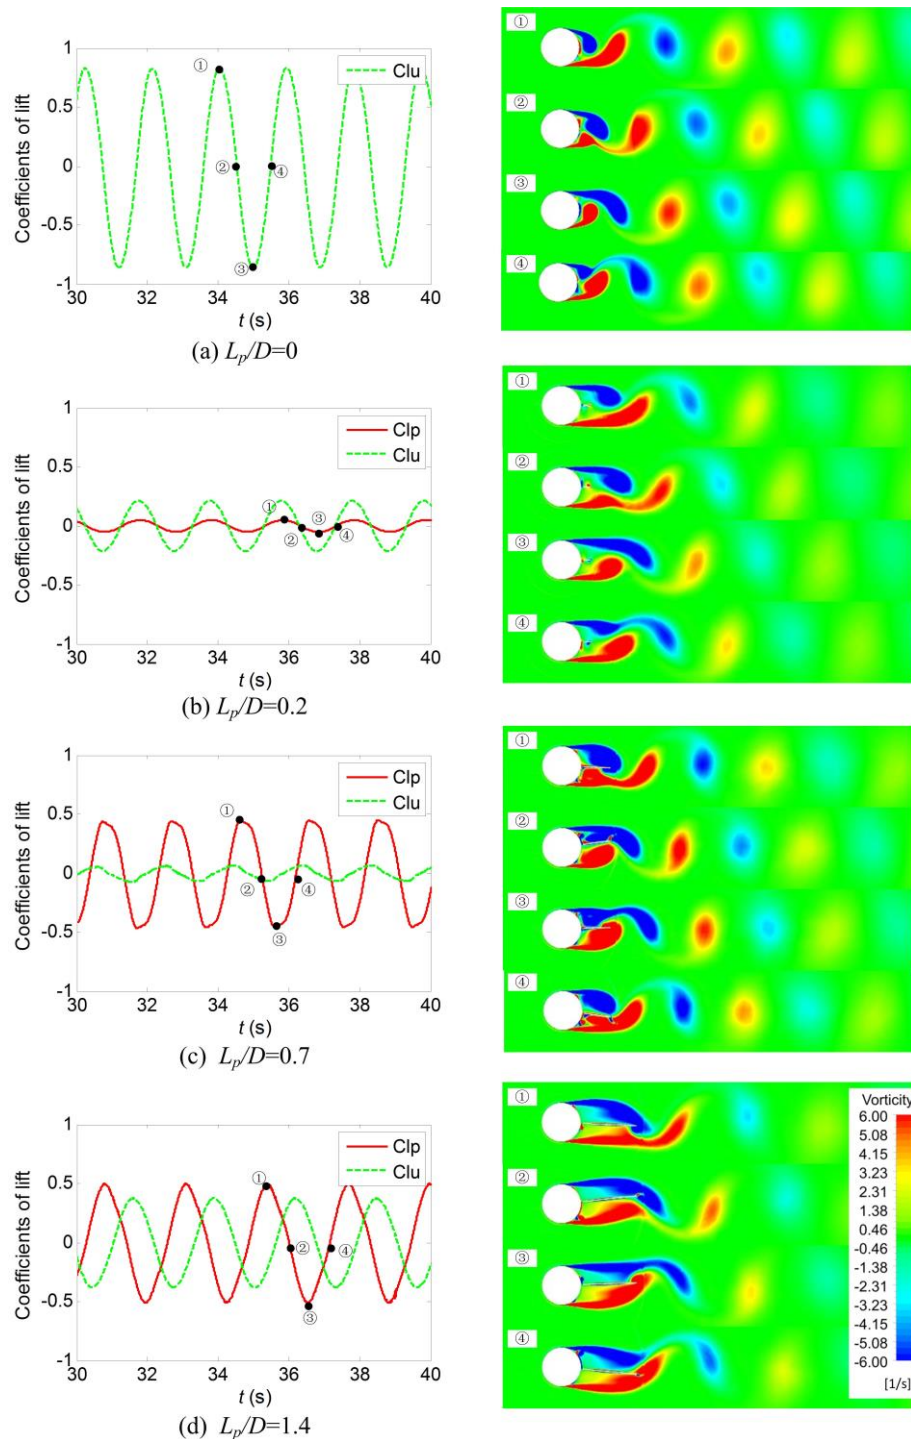 Coefficients of lift
1
0.5
0
-0.5
-1
Clu
①
②
③
④
30 32 34 36 38 40
t (s)
(a) Lp/D=0
①
②
③
④
Coefficients of lift
1
0.5
0
-0.5
-1
Clp
Clu
①
②
③
④
30 32 34 36 38 40
t (s)
(b) Lp/D=0.2
①
②
③
④
Coefficients of lift
1
0.5
0
-0.5
-1
Clp
Clu
①
②
③
④
30 32 34 36 38 40
t (s)
(c) Lp/D=0.7
①
②
③
④
Coefficients of lift
1
0.5
0
-0.5
-1
Clp
Clu
①
②
③
④
30 32 34 36 38 40
t (s)
(d) Lp/D=1.4
①
②
③
④
Vorticity
6.00
5.08
4.15
3.23
2.31
1.38
0.46
-0.46
-1.38
-2.31
-3.23
-4.15
-5.08
-6.00
[1/s]